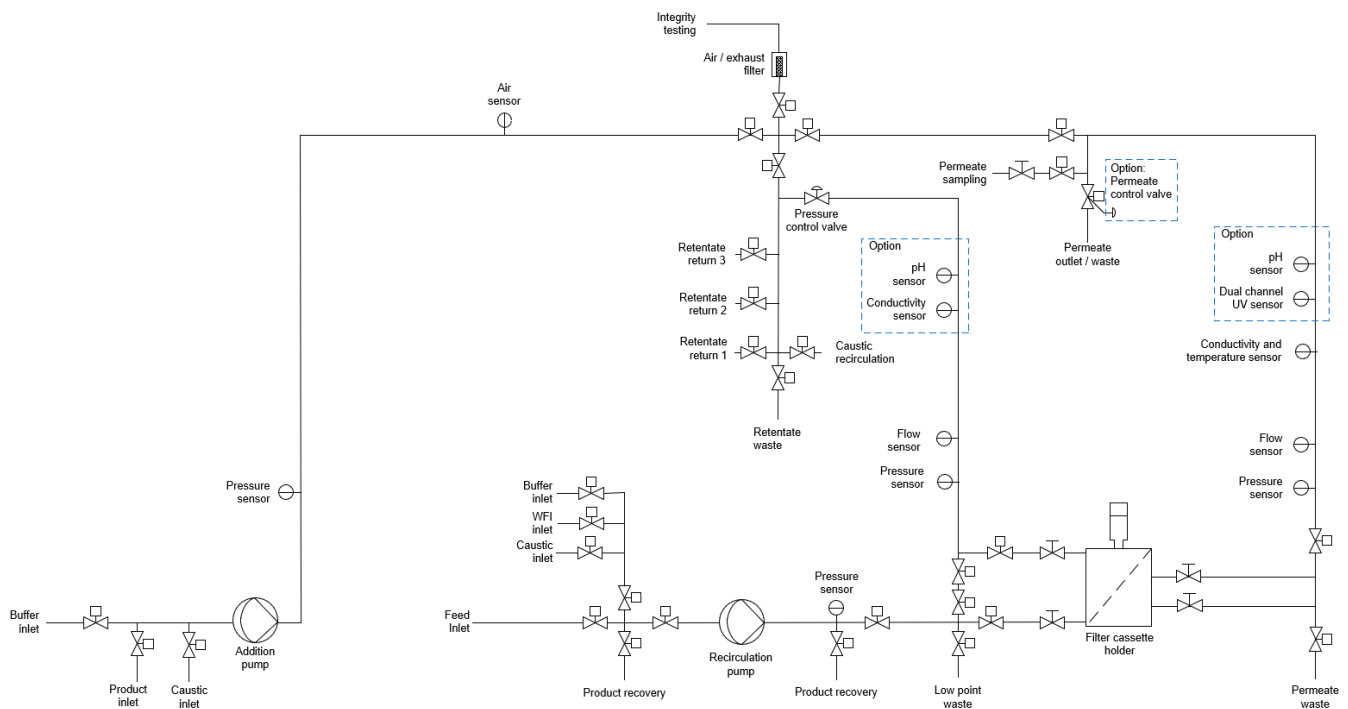 Integrity
testing
Air / exhaust
filter
Air
sensor
Permeate
sampling
Option:
Permeate
control valve
Pressure
control valve
Permeate
outlet / waste
Option
pH
sensor
Conductivity
sensor
Option
pH
sensor
Dual channel
UV sensor
Retentate
return 3
Retentate
return 2
Retentate
return 1
Caustic
recirculation
Conductivity and
temperature sensor
Retentate
waste
Flow
sensor
Pressure
sensor
Flow
sensor
Pressure
sensor
Pressure
sensor
Buffer
inlet
WFI
inlet
Caustic
inlet
Pressure
sensor
Buffer
inlet
Feed
Inlet
Addition
pump
Recirculation
pump
Filter cassette
holder
Product
inlet
Caustic
inlet
Product recovery
Product recovery
Low point
waste
Permeate
waste